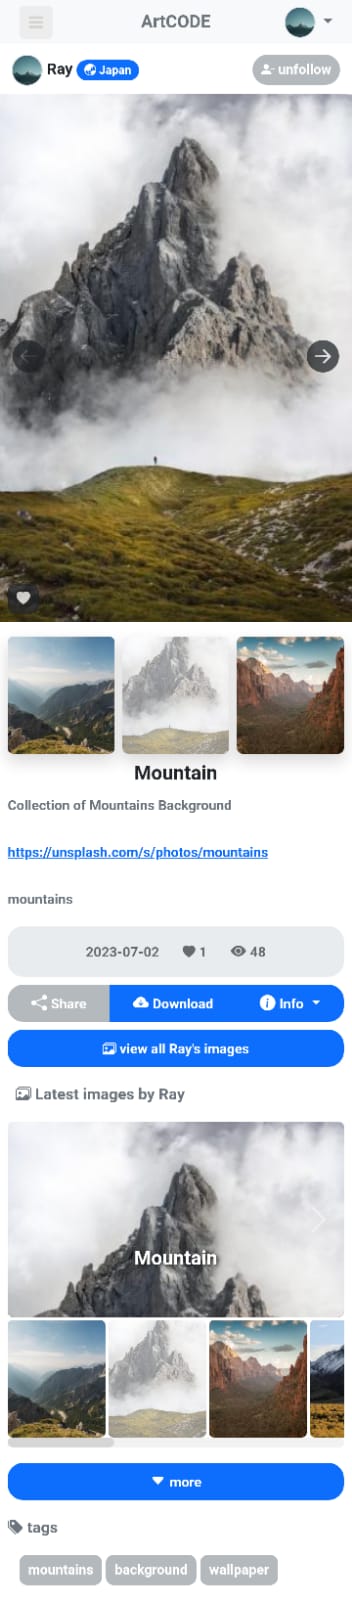 ArtCODE
Ray Japan unfollow
Mountain
Collection of Mountains Background
https://unsplash.com/s/photos/mountains
mountains
2023-07-02 1 48
Share Download Info
view all Ray's images
Latest images by Ray
Mountain
more
tags
mountains background wallpaper